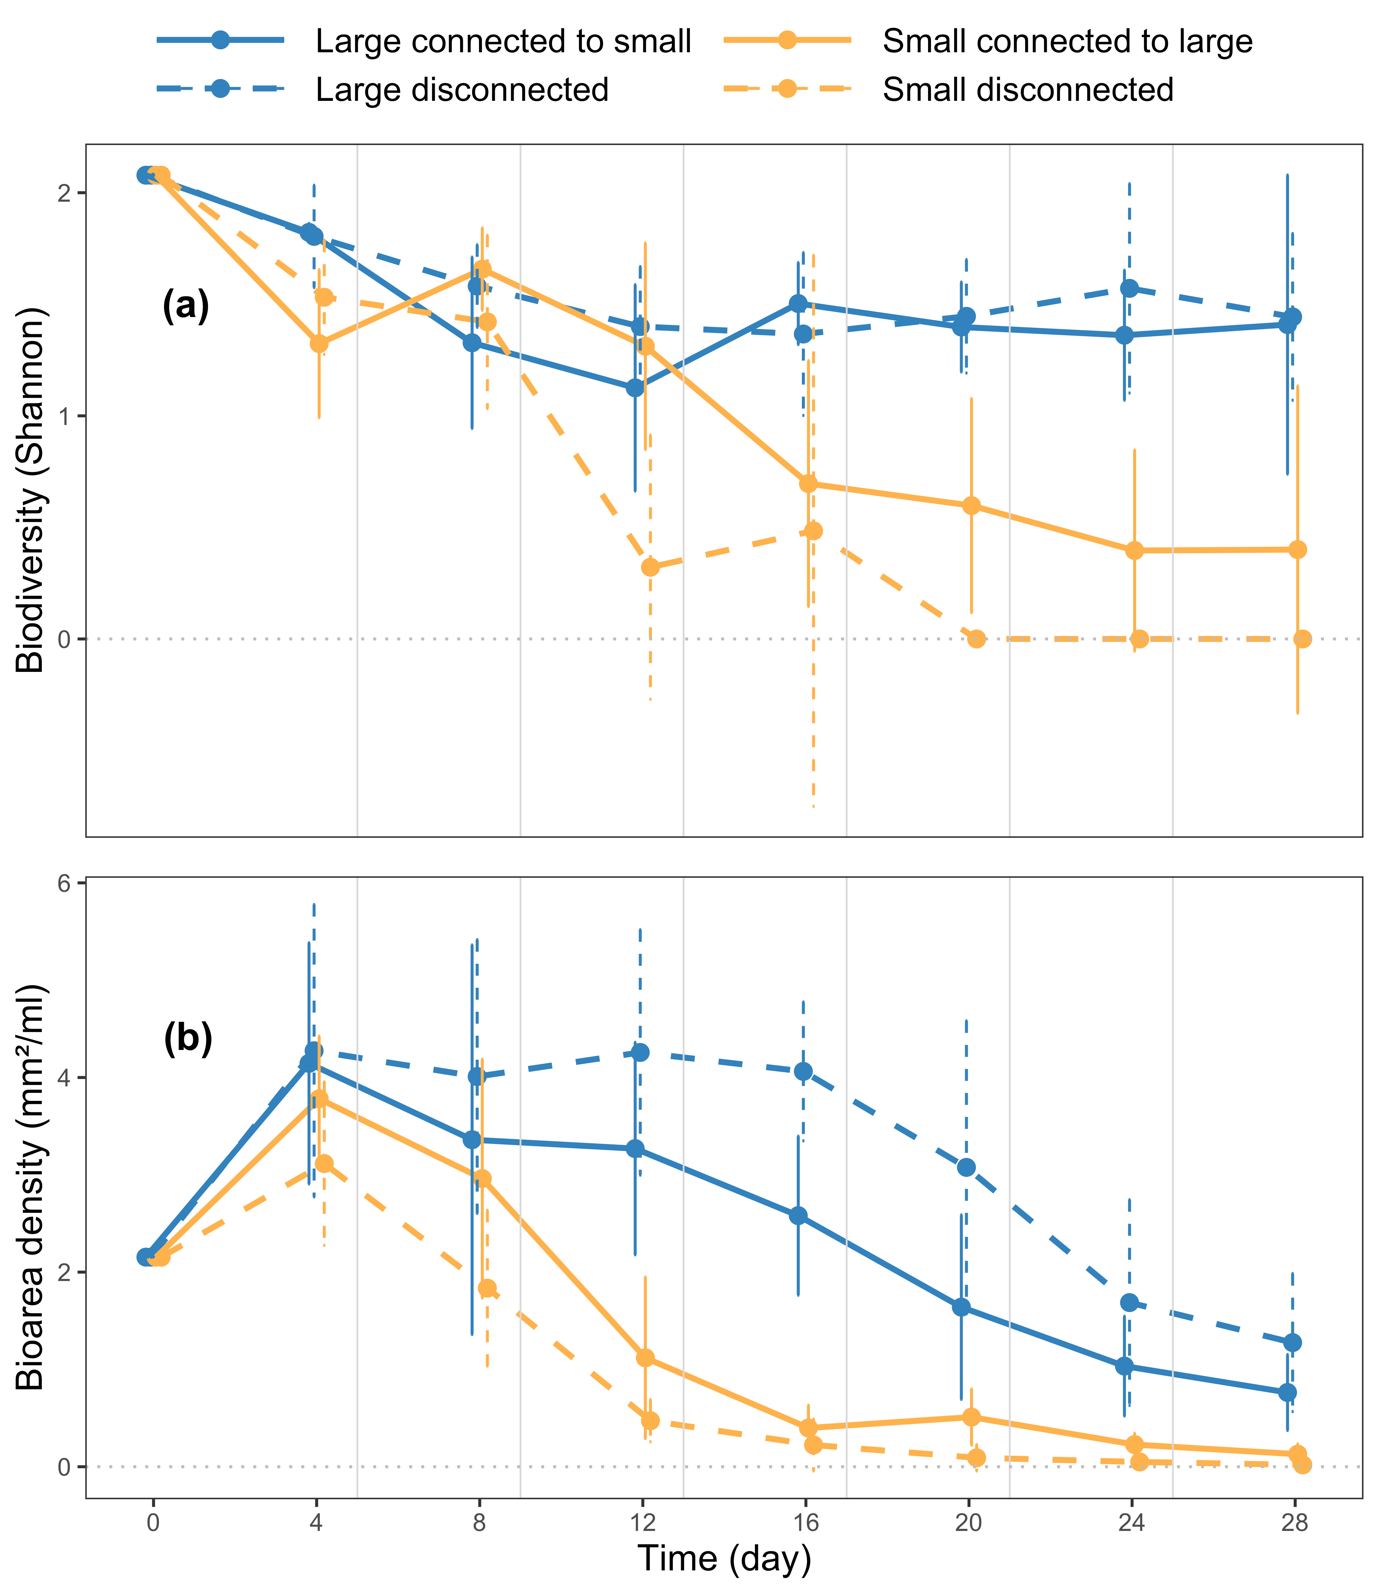 Large connected to small
Small connected to large
Large disconnected
Small disconnected
Biodiversity (Shannon)
(a)
2
1
0
Bioarea density (mm²/ml)
(b)
6
4
2
0
0 4 8 12 16 20 24 28
Time (day)